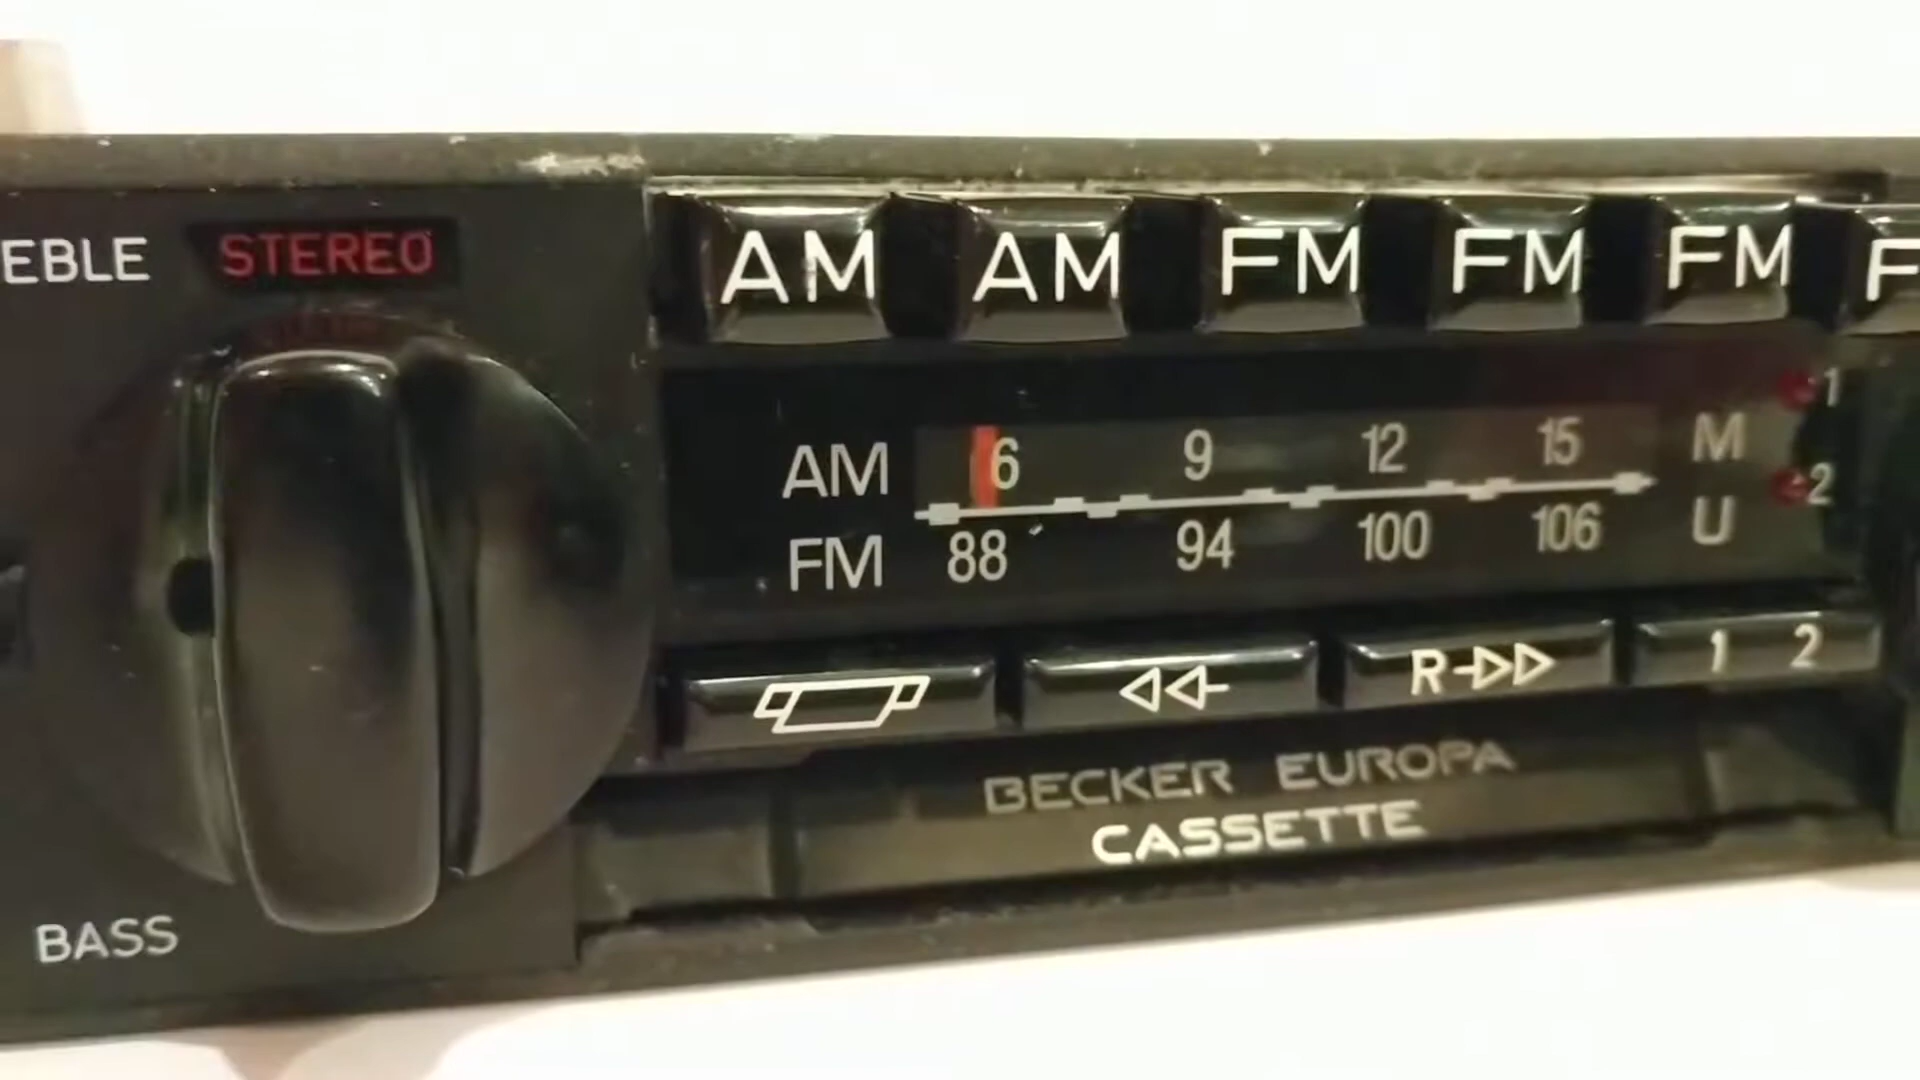 EBLE STEREO
AM AM FM FM FM F
1
AM 6 9 12 15 M
2
FM 88 94 100 106 U
R 1 2
BECKER EUROPA
CASSETTE
BASS